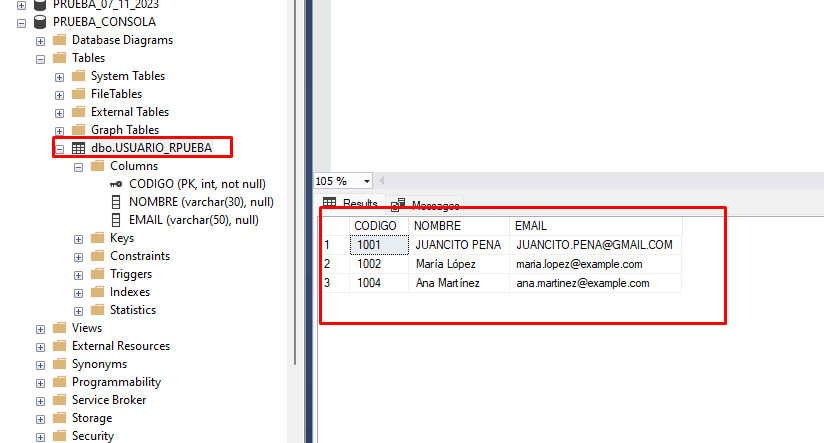 PRUEBA_07_11_2023
PRUEBA_CONSOLA
Database Diagrams
Tables
System Tables
FileTables
External Tables
Graph Tables
dbo.USUARIO_RPUEBA
Columns
CODIGO (PK, int, not null)
NOMBRE (varchar(30), null)
EMAIL (varchar(50), null)
Keys
Constraints
Triggers
Indexes
Statistics
Views
External Resources
Synonyms
Programmability
Service Broker
Storage
Security
105 %
Results Messages
CODIGO NOMBRE EMAIL
1 1001 JUANCITO PENA JUANCITO.PENA@GMAIL.COM
2 1002 María López maria.lopez@example.com
3 1004 Ana Martínez ana.martinez@example.com